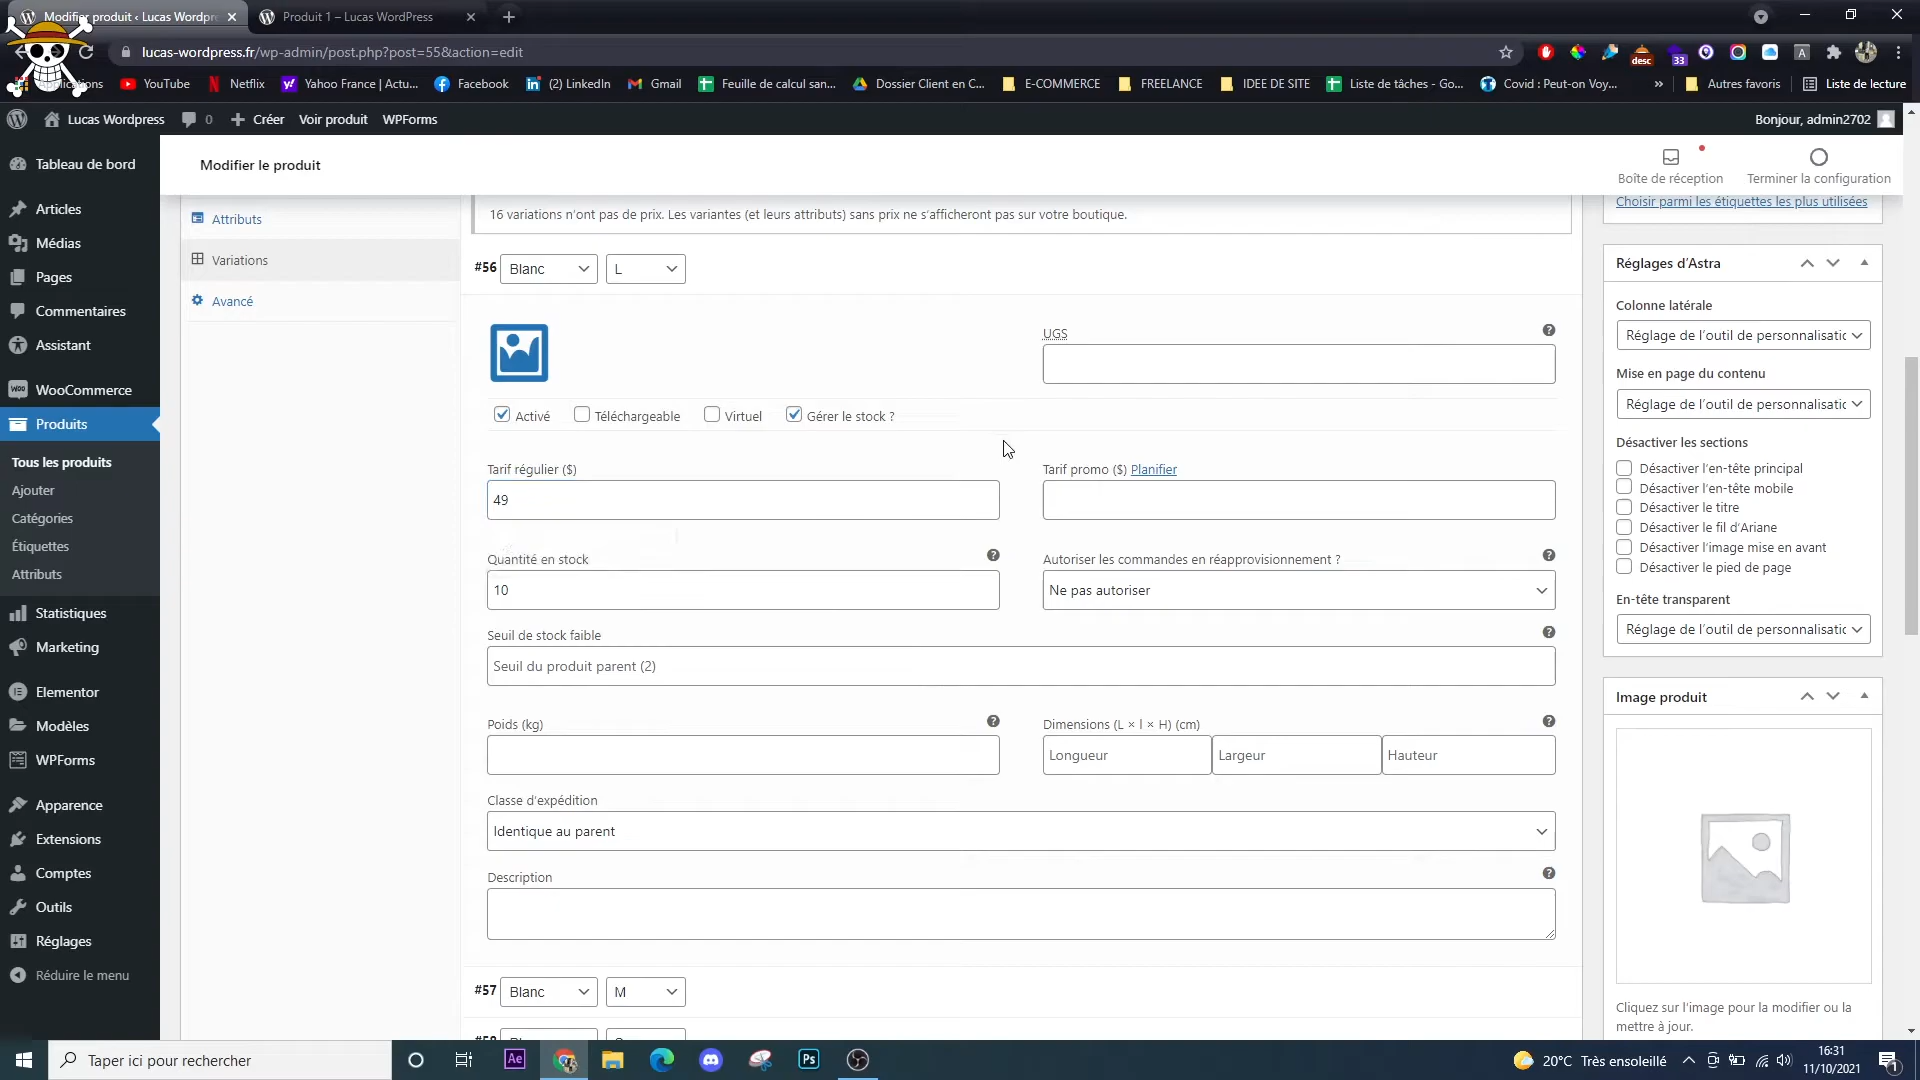 Modifier produit ‹ Lucas Wordpre
Produit 1 – Lucas WordPress
lucas-wordpress.fr/wp-admin/post.php?post=55&action=edit
desc
33
YouTube
Netflix
Yahoo France | Actu...
Facebook
(2) LinkedIn
Gmail
Feuille de calcul san...
Dossier Client en C...
E-COMMERCE
FREELANCE
IDEE DE SITE
Liste de tâches - Go...
Covid : Peut-on Voy...
»
Autres favoris
Liste de lecture
Lucas Wordpress
0
Créer
Voir produit
WPForms
Bonjour, admin2702
Tableau de bord
Articles
Médias
Pages
Commentaires
Assistant
WooCommerce
Produits
Tous les produits
Ajouter
Catégories
Étiquettes
Attributs
Statistiques
Marketing
Elementor
Modèles
WPForms
Apparence
Extensions
Comptes
Outils
Réglages
Réduire le menu
Modifier le produit
Boîte de réception
Terminer la configuration
Attributs
Variations
Avancé
16 variations n’ont pas de prix. Les variantes (et leurs attributs) sans prix ne s’afficheront pas sur votre boutique.
#56 Blanc L
UGS
Activé Téléchargeable Virtuel Gérer le stock ?
Tarif régulier ($)
49
Tarif promo ($) Planifier
Quantité en stock
10
Autoriser les commandes en réapprovisionnement ?
Ne pas autoriser
Seuil de stock faible
Seuil du produit parent (2)
Poids (kg)
Dimensions (L × l × H) (cm)
Longueur Largeur Hauteur
Classe d’expédition
Identique au parent
Description
#57 Blanc M
Choisir parmi les étiquettes les plus utilisées
Réglages d’Astra
Colonne latérale
Réglage de l’outil de personnalisatic
Mise en page du contenu
Réglage de l’outil de personnalisatic
Désactiver les sections
Désactiver l’en-tête principal
Désactiver l’en-tête mobile
Désactiver le titre
Désactiver le fil d’Ariane
Désactiver l’image mise en avant
Désactiver le pied de page
En-tête transparent
Réglage de l’outil de personnalisatic
Image produit
Cliquez sur l’image pour la modifier ou la
mettre à jour.
Taper ici pour rechercher
Ae
Ps
20°C Très ensoleillé
16:31
11/10/2021
1